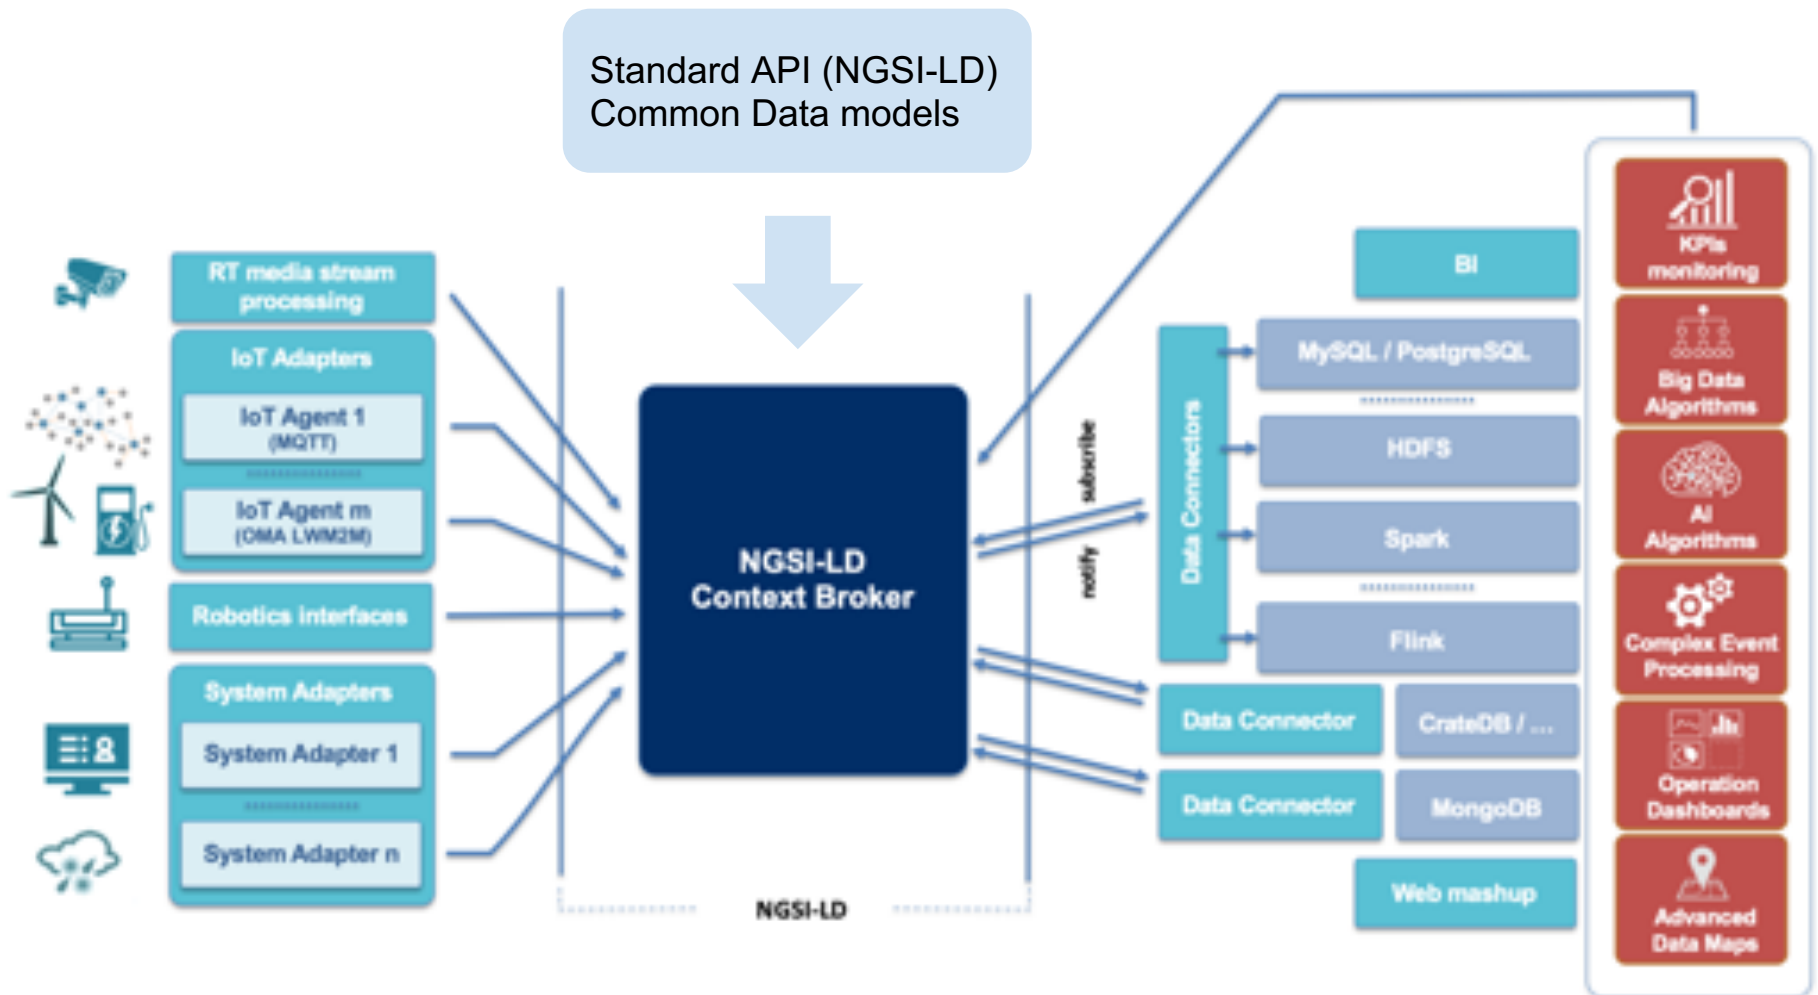 Standard API (NGSI-LD)
Common Data models
RT media stream
processing
IoT Adapters
IoT Agent 1
(MQTT)
IoT Agent m
(OMA LWM2M)
Robotics interfaces
System Adapters
System Adapter 1
System Adapter n
NGSI-LD
Context Broker
NGSI-LD
subscribe
notify
Data Connectors
BI
MySQL / PostgreSQL
HDFS
Spark
Flink
Data Connector
CrateDB / ...
Data Connector
MongoDB
Web mashup
KPIs
monitoring
Big Data
Algorithms
AI
Algorithms
Complex Event
Processing
Operation
Dashboards
Advanced
Data Maps